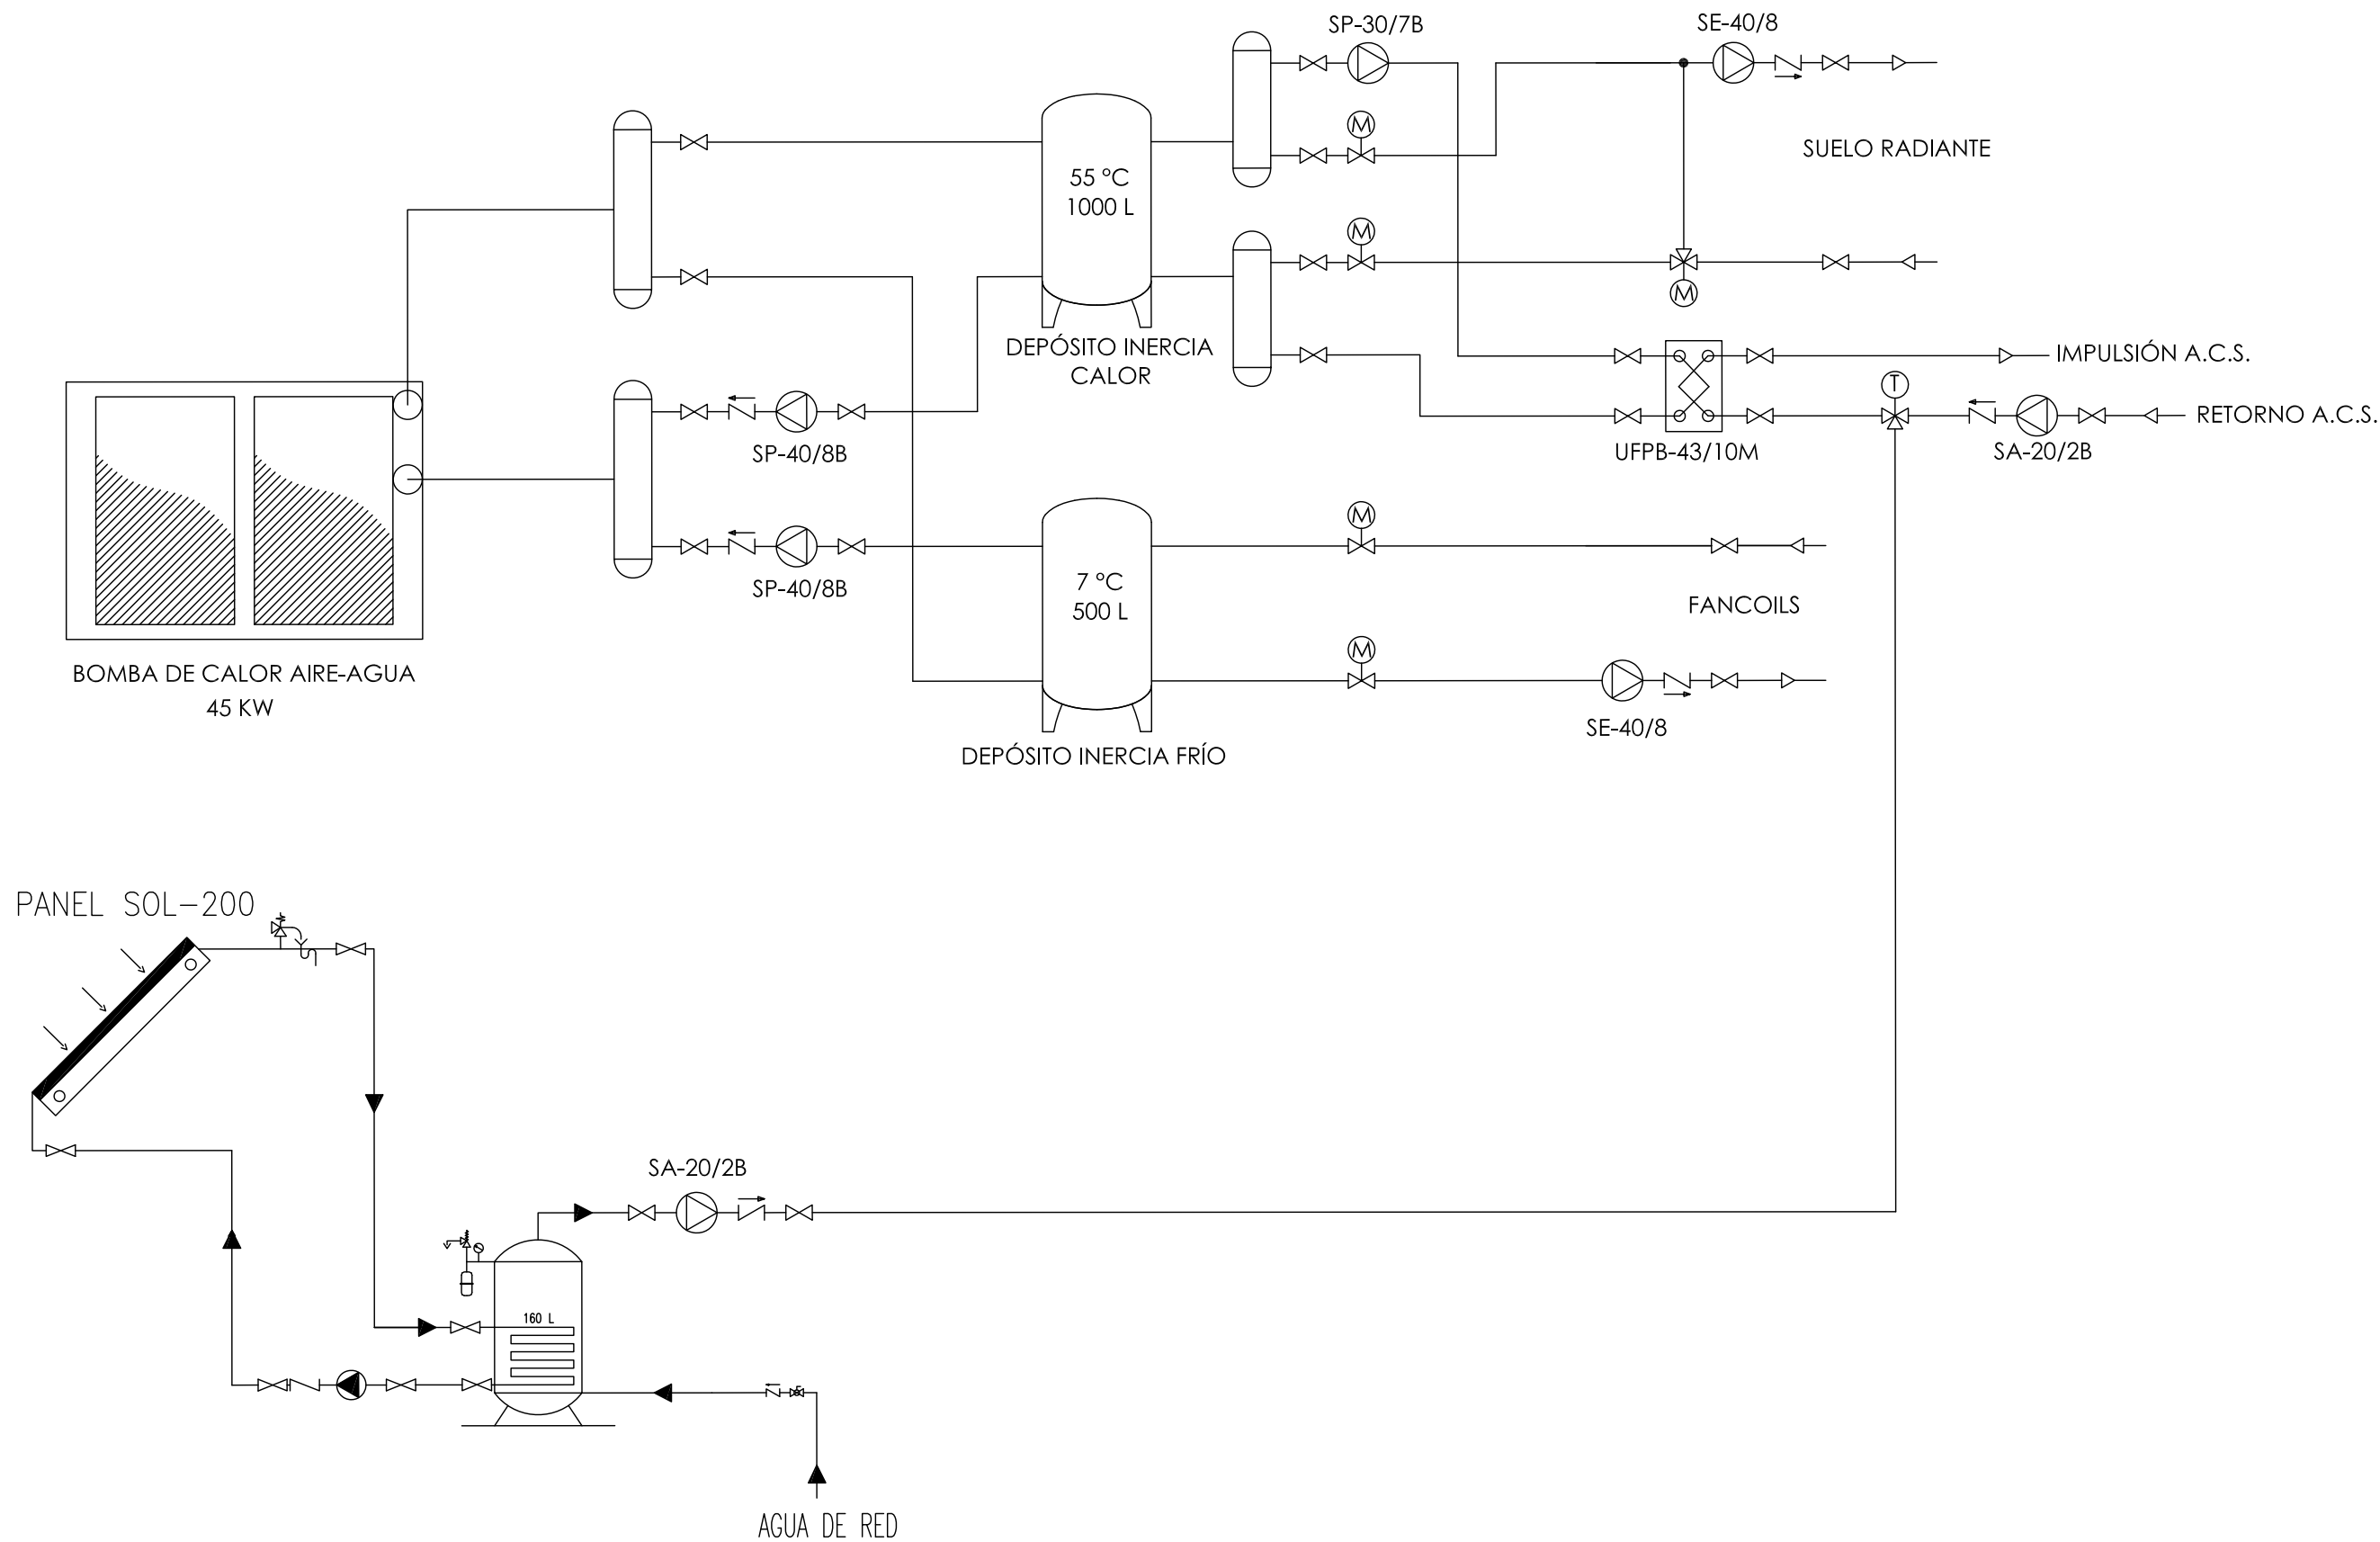 SP-30/7B
SE-40/8
M
SUELO RADIANTE
55 ºC
1000 L
M
M
DEPÓSITO INERCIA
CALOR
IMPULSIÓN A.C.S.
T
RETORNO A.C.S.
SP-40/8B
UFPB-43/10M
SA-20/2B
M
SP-40/8B
7 ºC
500 L
FANCOILS
M
BOMBA DE CALOR AIRE-AGUA
45 KW
SE-40/8
DEPÓSITO INERCIA FRÍO
PANEL SOL-200
SA-20/2B
160 L
AGUA DE RED